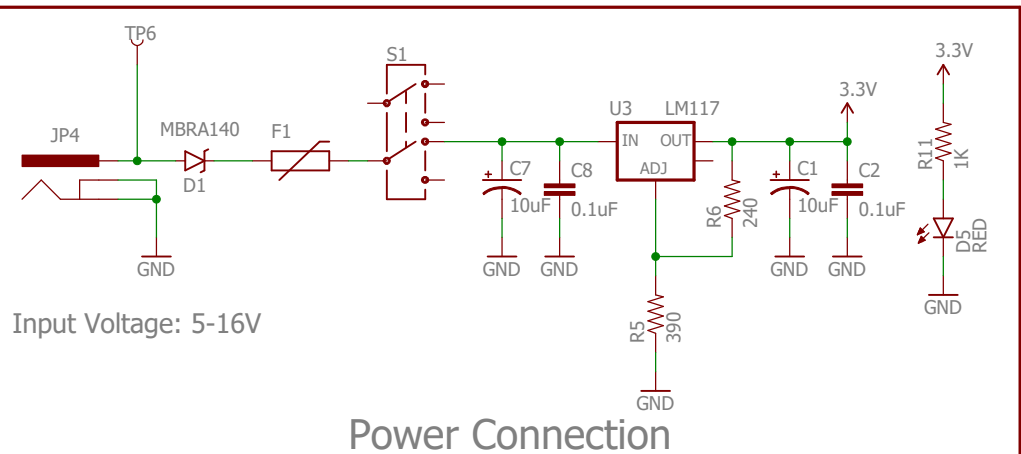 TP6
S1
3.3V
3.3V
JP4
MBRA140
F1
U3
LM117
IN
OUT
ADJ
D1
R11
1K
+
C7
10uF
C8
0.1uF
R6
240
+
C1
10uF
C2
0.1uF
D5
RED
GND
GND
GND
GND
GND
GND
Input Voltage: 5-16V
R5
390
GND
Power Connection